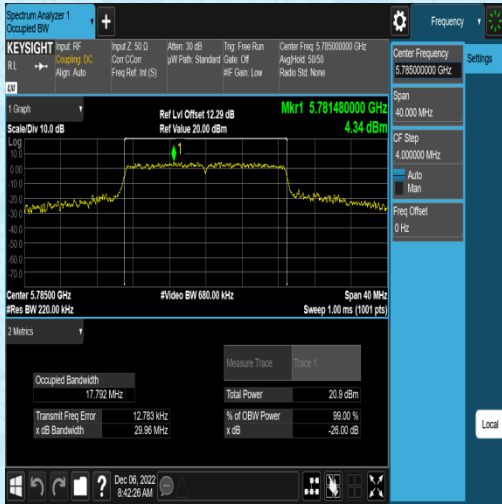 Spectrum Analyzer 1
Occupied BW
Frequency
KEYSIGHT
RL
Input: RF
Coupling: DC
Align: Auto
Input Z: 50 Ω
Corr CCorr
Freq Ref: Int (S)
Atten: 30 dB
µW Path: Standard
Trig: Free Run
Gate: Off
#IF Gain: Low
Center Freq: 5.785000000 GHz
Avg|Hold: 50/50
Radio Std: None
LXI
1 Graph
Scale/Div 10.0 dB
Ref Lvl Offset 12.29 dB
Ref Value 20.00 dBm
Mkr1 5.781480000 GHz
4.34 dBm
Log
10.0
0.00
-10.0
-20.0
-30.0
-40.0
-50.0
-60.0
-70.0
1
Center 5.78500 GHz
#Res BW 220.00 kHz
#Video BW 680.00 kHz
Span 40 MHz
Sweep 1.00 ms (1001 pts)
2 Metrics
Measure Trace
Trace 1
Occupied Bandwidth
17.792 MHz
Total Power
20.9 dBm
Transmit Freq Error
12.783 kHz
% of OBW Power
99.00 %
x dB Bandwidth
29.96 MHz
x dB
-26.00 dB
Dec 06, 2022
8:42:26 AM
Center Frequency
5.785000000 GHz
Settings
Span
40.000 MHz
CF Step
4.000000 MHz
Auto
Man
Freq Offset
0 Hz
Local